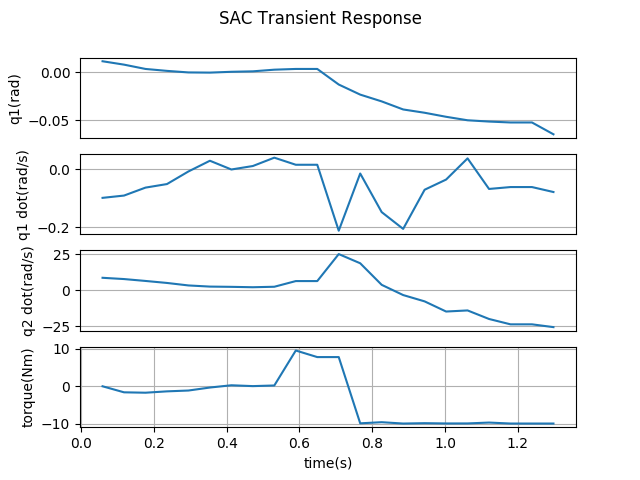 SAC Transient Response
0.00
−0.05
q1(rad)
0.0
−0.2
q1 dot(rad/s)
25
0
−25
q2 dot(rad/s)
10
0
−10
torque(Nm)
0.0 0.2 0.4 0.6 0.8 1.0 1.2
time(s)